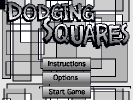 DODGING
SQUARES
Instructions
Options
Start Game